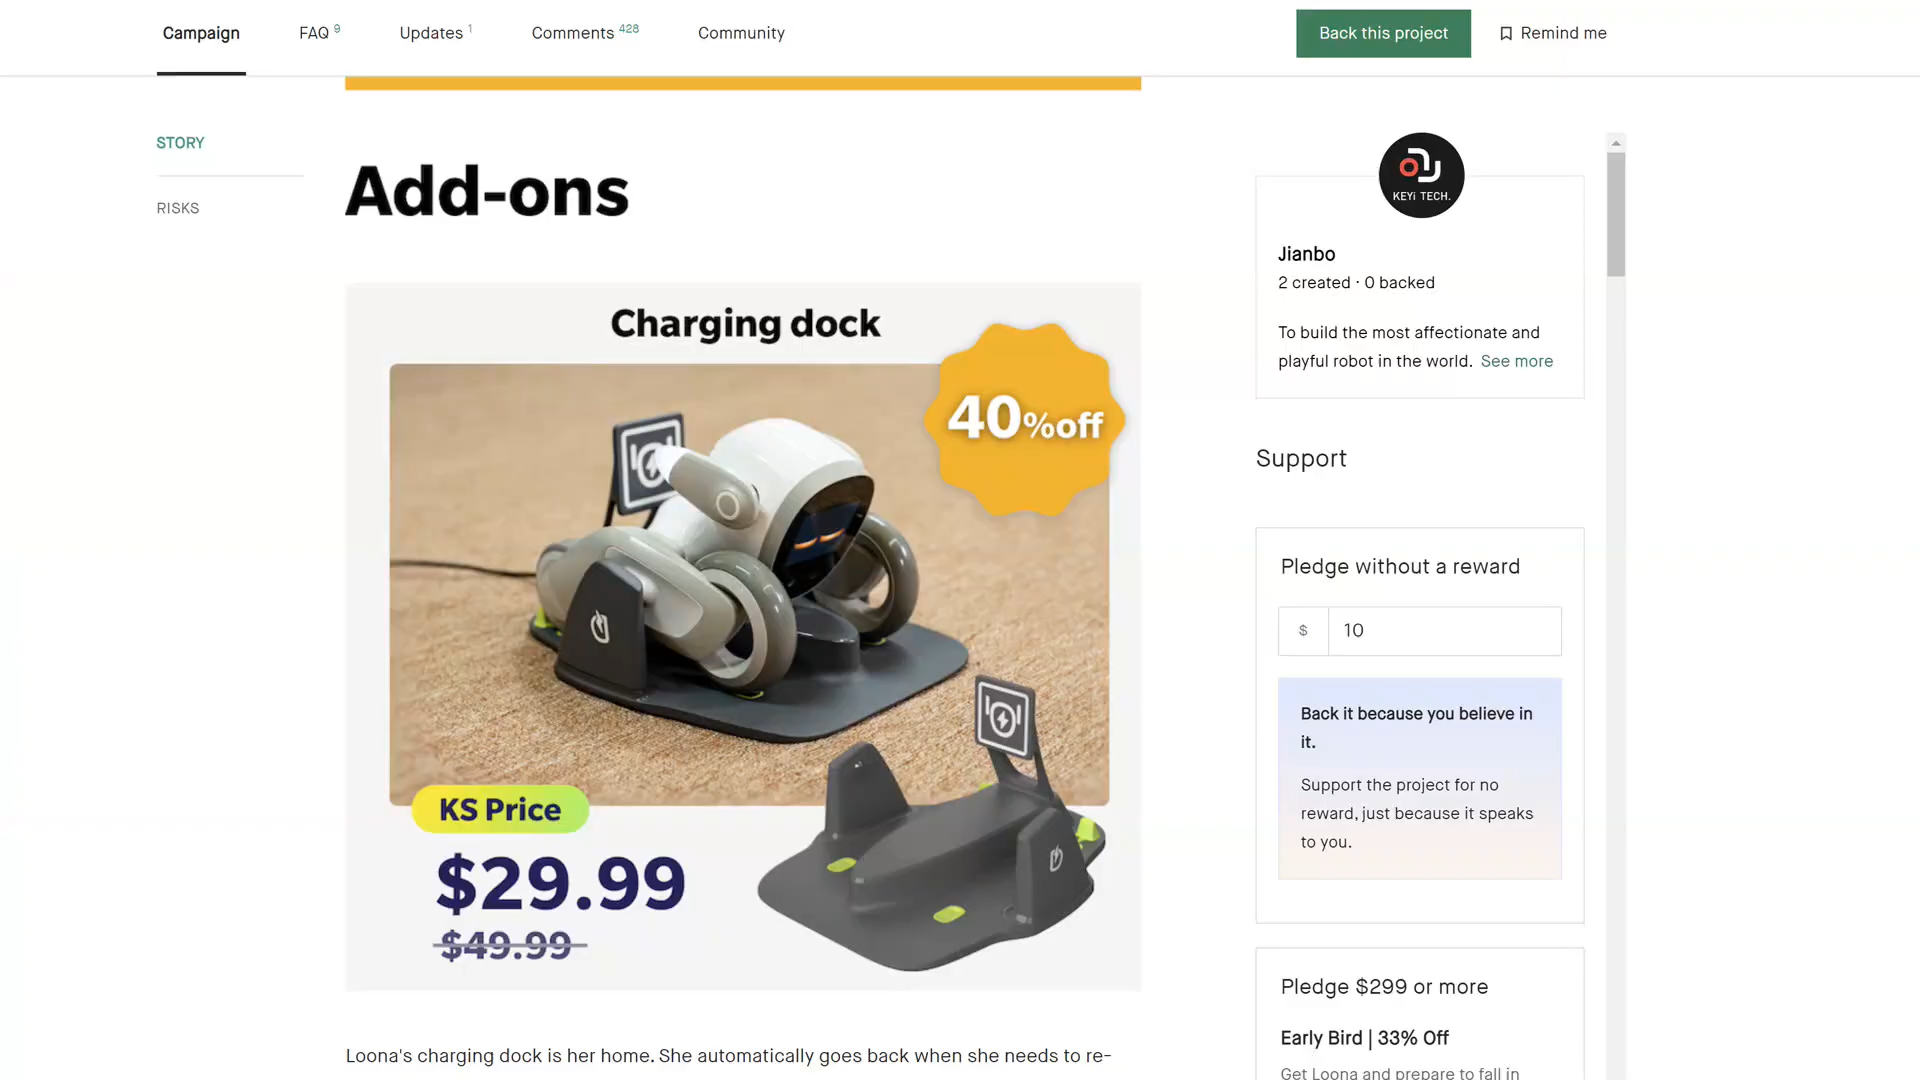 Campaign
FAQ 9
Updates 1
Comments 428
Community
Back this project
Remind me
STORY
RISKS
Add-ons
Charging dock
40%off
KS Price
$29.99
$49.99
Loona's charging dock is her home. She automatically goes back when she needs to re-
KEYi TECH.
Jianbo
2 created · 0 backed
To build the most affectionate and
playful robot in the world. See more
Support
Pledge without a reward
$ 10
Back it because you believe in
it.
Support the project for no
reward, just because it speaks
to you.
Pledge $299 or more
Early Bird | 33% Off
Get Loona and prepare to fall in